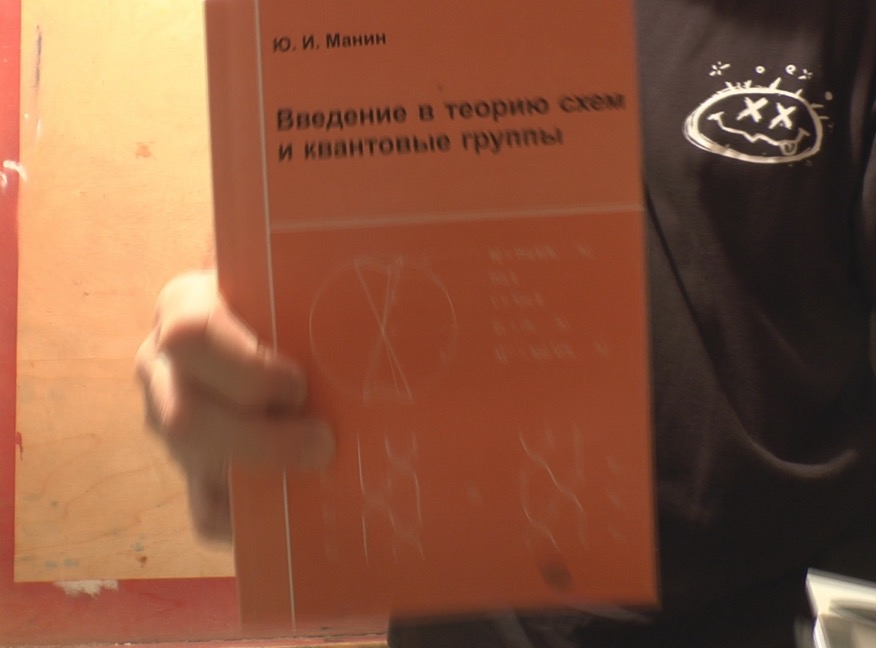 Ю. И. Манин
Введение в теорию схем
и квантовые группы